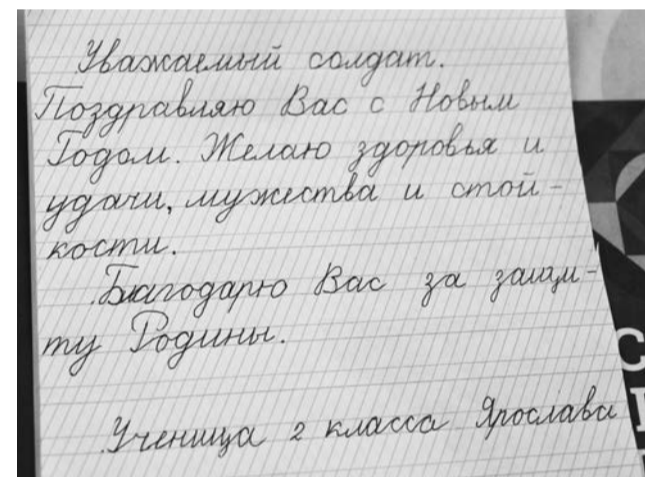 Уважаемый солдат.
Поздравляю Вас с Новым
Годом. Желаю здоровья и
удачи, мужества и стой-
кости.
Благодарю Вас за защи-
ту Родины.
Ученица 2 класса Ярослава